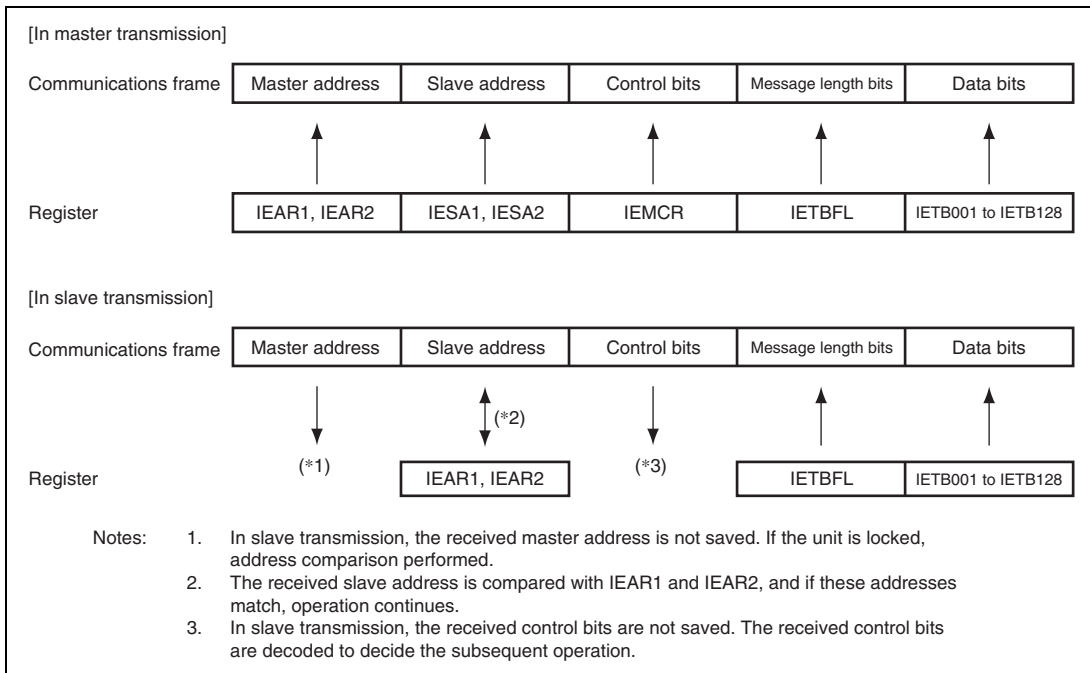 [In master transmission]
Communications frame Master address Slave address Control bits Message length bits Data bits
Register IEAR1, IEAR2 IESA1, IESA2 IEMCR IETBFL IETB001 to IETB128
[In slave transmission]
Communications frame Master address Slave address Control bits Message length bits Data bits
(*2)
(*1) (*3)
Register IEAR1, IEAR2 IETBFL IETB001 to IETB128
Notes: 1. In slave transmission, the received master address is not saved. If the unit is locked,
address comparison performed.
2. The received slave address is compared with IEAR1 and IEAR2, and if these addresses
match, operation continues.
3. In slave transmission, the received control bits are not saved. The received control bits
are decoded to decide the subsequent operation.